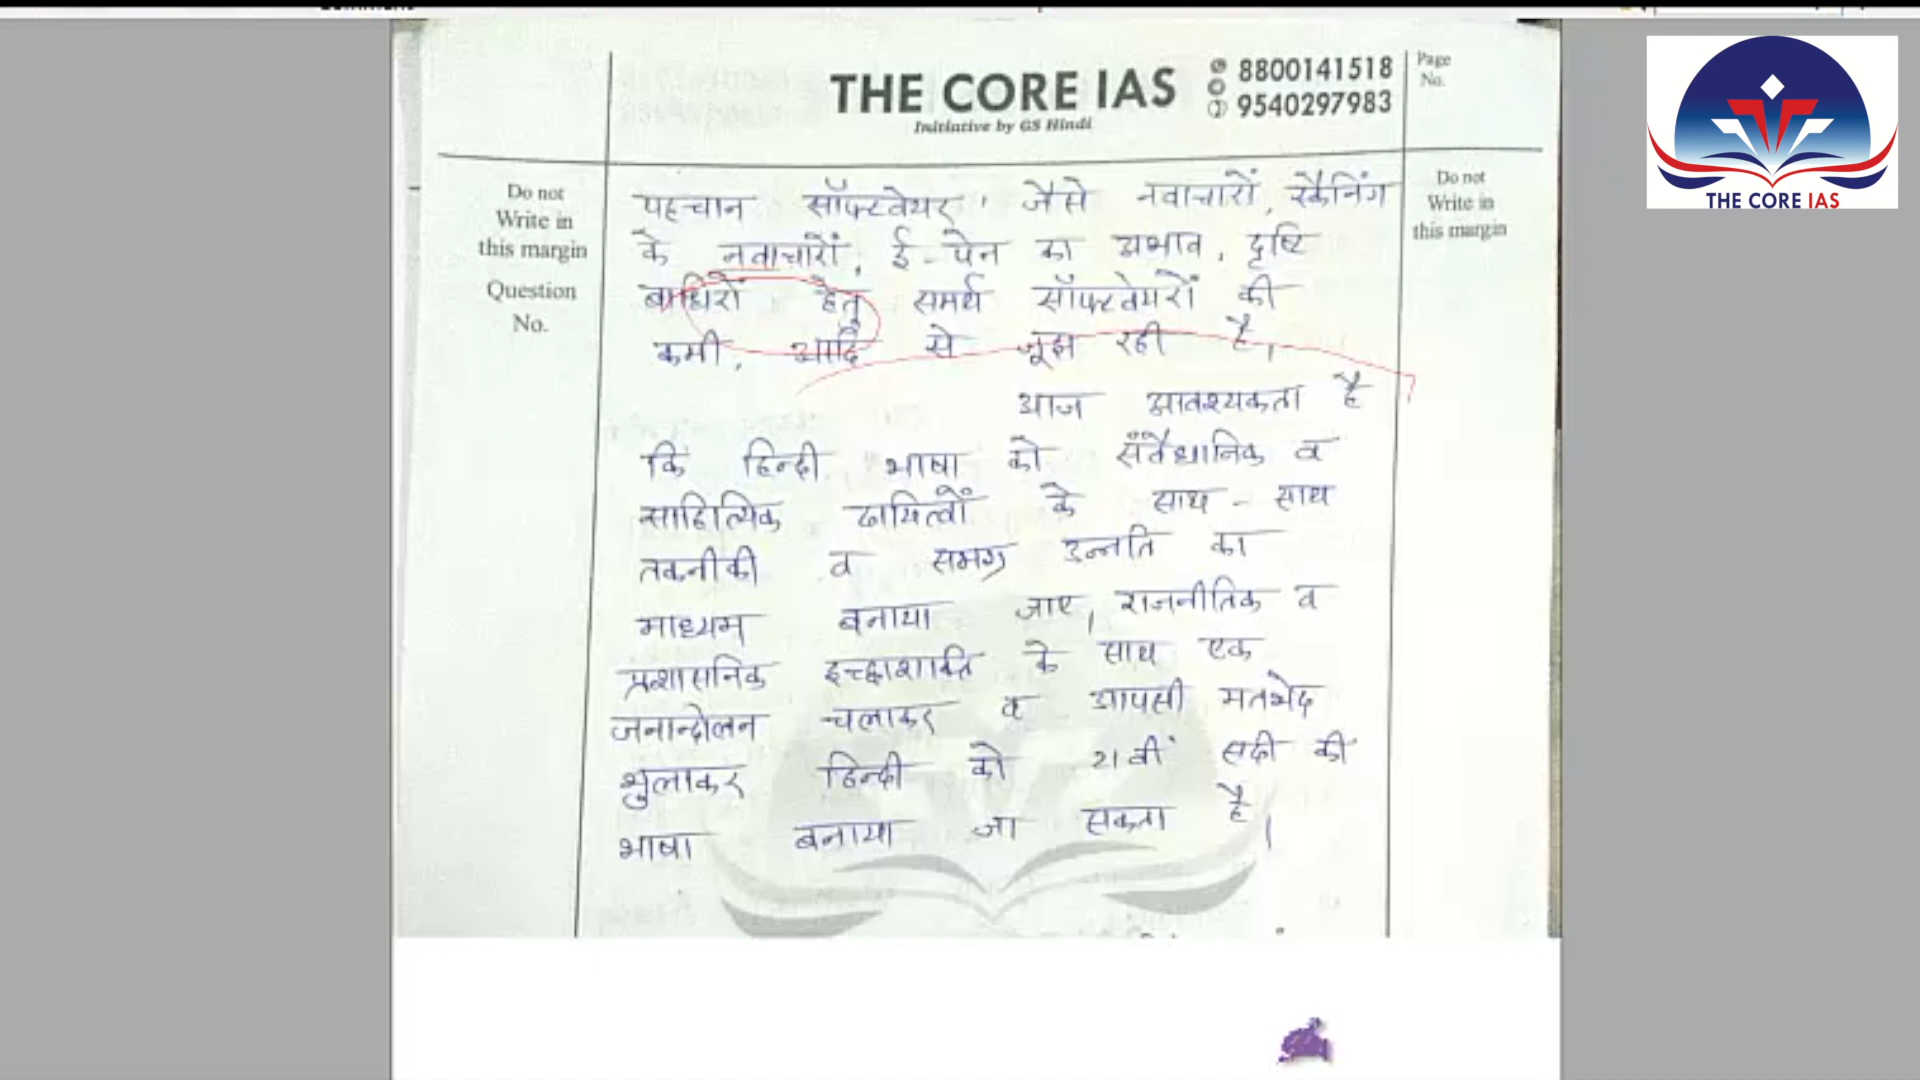 THE CORE IAS
Initiative by GS Hindi
8800141518
9540297983
Page
No.
THE CORE IAS
Do not
Write in
this margin
Question
No.
Do not
Write in
this margin
पहचान सॉफ्टवेयर' जैसे नवाचारों, स्कैनिंग
के नवाचारों, ई-पेन का अभाव, दृष्टि
बाधिरों हेतु समर्थ सॉफ्टवेयरों की
कमी, आदि से जूझ रही है।
आज आवश्यकता है
कि हिन्दी भाषा को संवैधानिक व
साहित्यिक दायित्वों के साथ-साथ
तकनीकी व समग्र उन्नति का
माध्यम बनाया जाए, राजनीतिक व
प्रशासनिक इच्छाशक्ति के साथ एक
जनान्दोलन चलाकर व आपसी मतभेद
भुलाकर हिन्दी को 21वीं सदी की
भाषा बनाया जा सकता है।